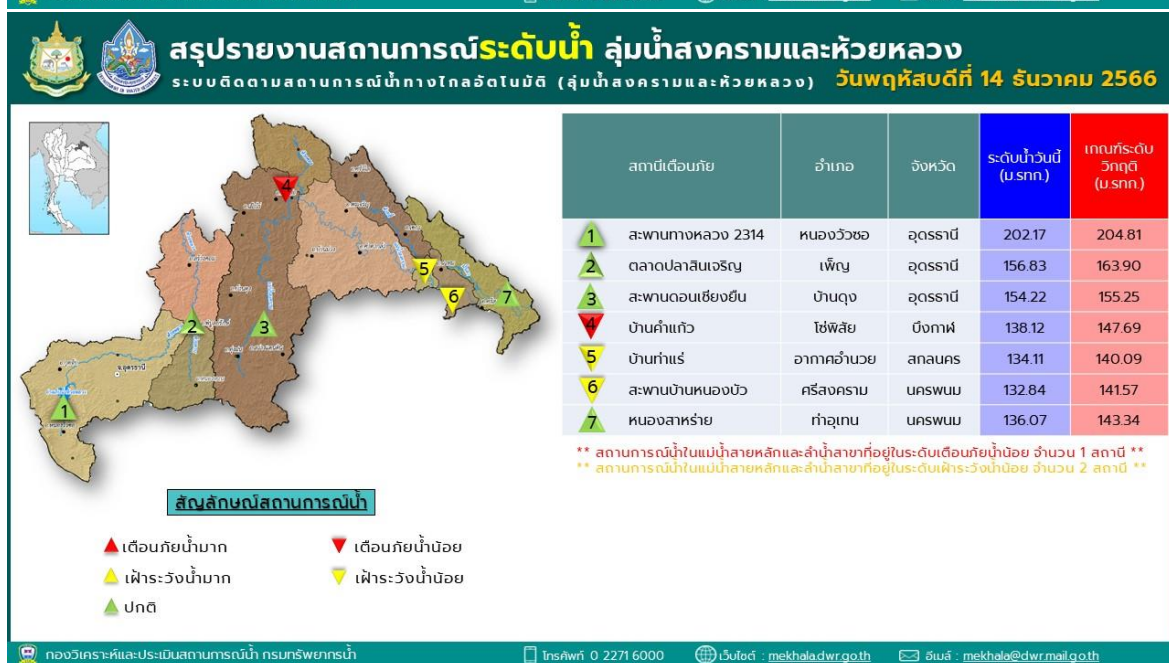 สรุปรายงานสถานการณ์ระดับน้ำ ลุ่มน้ำสงครามและห้วยหลวง
ระบบติดตามสถานการณ์น้ำทางไกลอัตโนมัติ (ลุ่มน้ำสงครามและห้วยหลวง) วันพฤหัสบดีที่ 14 ธันวาคม 2566
สถานีเตือนภัย อำเภอ จังหวัด ระดับน้ำวันนี้ (ม.รทก.) เกณฑ์ระดับวิกฤติ (ม.รทก.)
1 สะพานทางหลวง 2314 หนองวัวซอ อุดรธานี 202.17 204.81
2 ตลาดปลาสินเจริญ เพ็ญ อุดรธานี 156.83 163.90
3 สะพานดอนเชียงยืน บ้านดุง อุดรธานี 154.22 155.25
4 บ้านคำแก้ว โซ่พิสัย บึงกาฬ 138.12 147.69
5 บ้านท่าแร่ อากาศอำนวย สกลนคร 134.11 140.09
6 สะพานบ้านหนองบัว ศรีสงคราม นครพนม 132.84 141.57
7 หนองสาหร่าย ท่าอุเทน นครพนม 136.07 143.34
** สถานการณ์น้ำในแม่น้ำสายหลักและลำน้ำสาขาที่อยู่ในระดับเตือนภัยน้ำน้อย จำนวน 1 สถานี **
** สถานการณ์น้ำในแม่น้ำสายหลักและลำน้ำสาขาที่อยู่ในระดับเฝ้าระวังน้ำน้อย จำนวน 2 สถานี **
4
5
6
7
2
3
จ.อุดรธานี
1
สัญลักษณ์สถานการณ์น้ำ
เตือนภัยน้ำมาก เตือนภัยน้ำน้อย
เฝ้าระวังน้ำมาก เฝ้าระวังน้ำน้อย
ปกติ
กองวิเคราะห์และประเมินสถานการณ์น้ำ กรมทรัพยากรน้ำ โทรศัพท์ 0 2271 6000 เว็บไซต์ : mekhala.dwr.go.th อีเมล์ : mekhala@dwr.mail.go.th